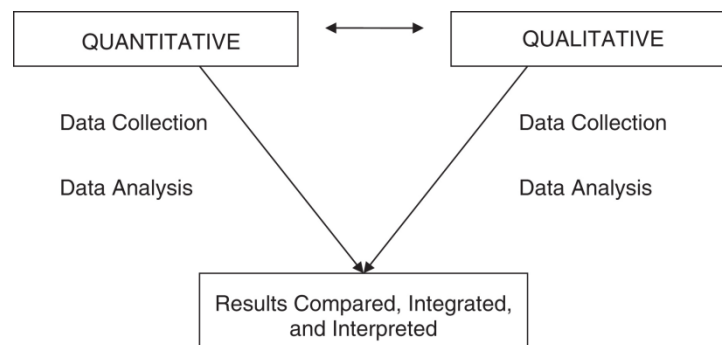 QUANTITATIVE
QUALITATIVE
Data Collection
Data Collection
Data Analysis
Data Analysis
Results Compared, Integrated,
and Interpreted